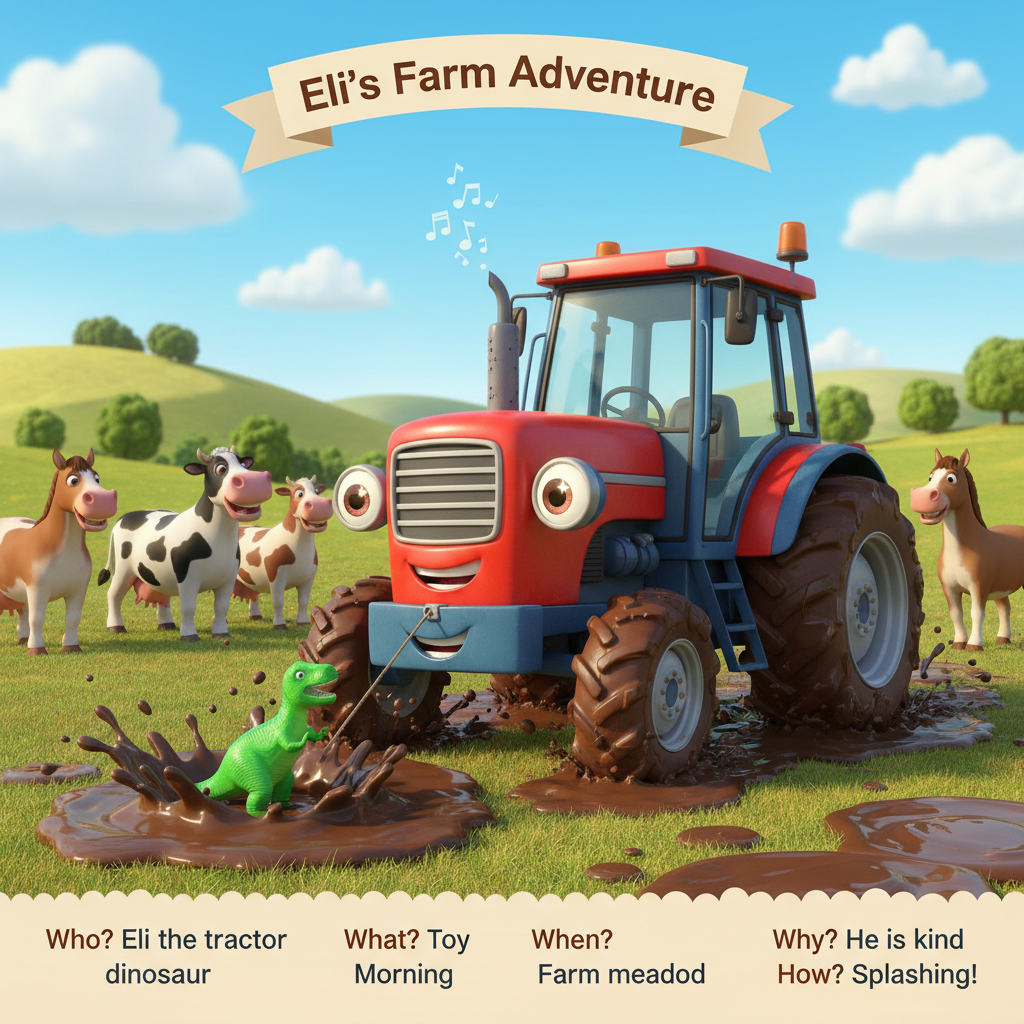 Eli's Farm Adventure
Who? Eli the tractor
dinosaur
What? Toy
Morning
When?
Farm meadod
Why? He is kind
How? Splashing!